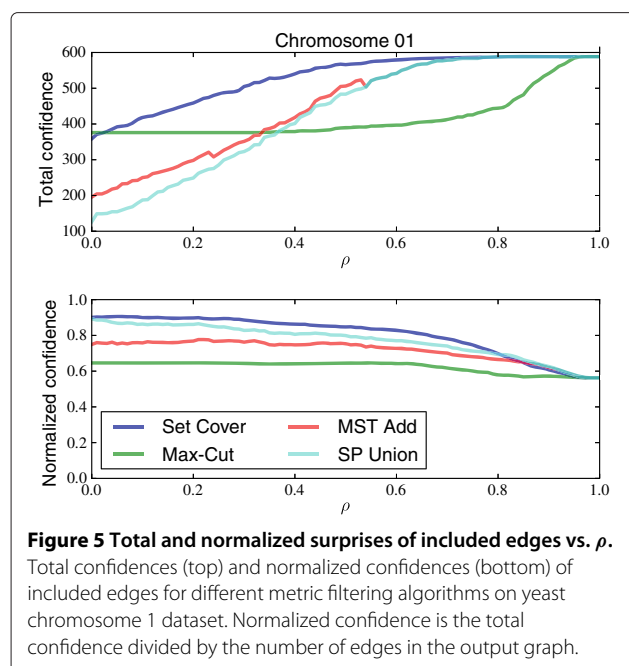 Chromosome 01
Total confidence
600
500
400
300
200
100
0.0 0.2 0.4 0.6 0.8 1.0
ρ
Normalized confidence
1.0
0.8
0.6
0.4
0.2
0.0
Set Cover MST Add
Max-Cut SP Union
0.0 0.2 0.4 0.6 0.8 1.0
ρ
Figure 5 Total and normalized surprises of included edges vs. ρ.
Total confidences (top) and normalized confidences (bottom) of
included edges for different metric filtering algorithms on yeast
chromosome 1 dataset. Normalized confidence is the total
confidence divided by the number of edges in the output graph.